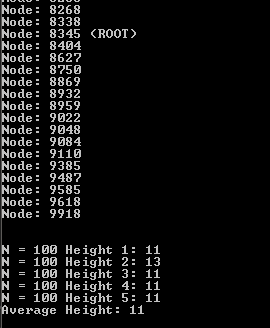 Node: 8268
Node: 8338
Node: 8345 (ROOT)
Node: 8404
Node: 8627
Node: 8750
Node: 8869
Node: 8932
Node: 8959
Node: 9022
Node: 9048
Node: 9084
Node: 9110
Node: 9385
Node: 9487
Node: 9585
Node: 9618
Node: 9918
N = 100 Height 1: 11
N = 100 Height 2: 13
N = 100 Height 3: 11
N = 100 Height 4: 11
N = 100 Height 5: 11
Average Height: 11